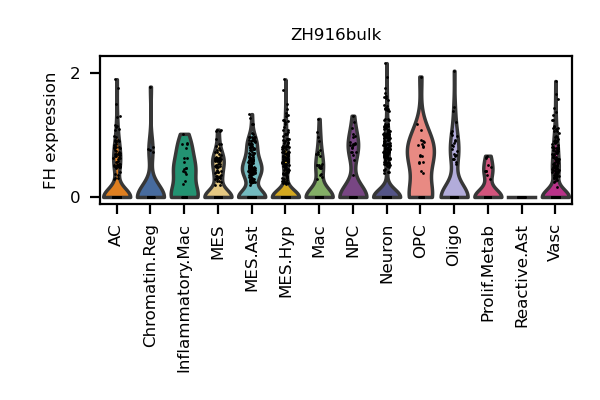 ZH916bulk
FH expression
2
0
AC
Chromatin.Reg
Inflammatory.Mac
MES
MES.Ast
MES.Hyp
Mac
NPC
Neuron
OPC
Oligo
Prolif.Metab
Reactive.Ast
Vasc